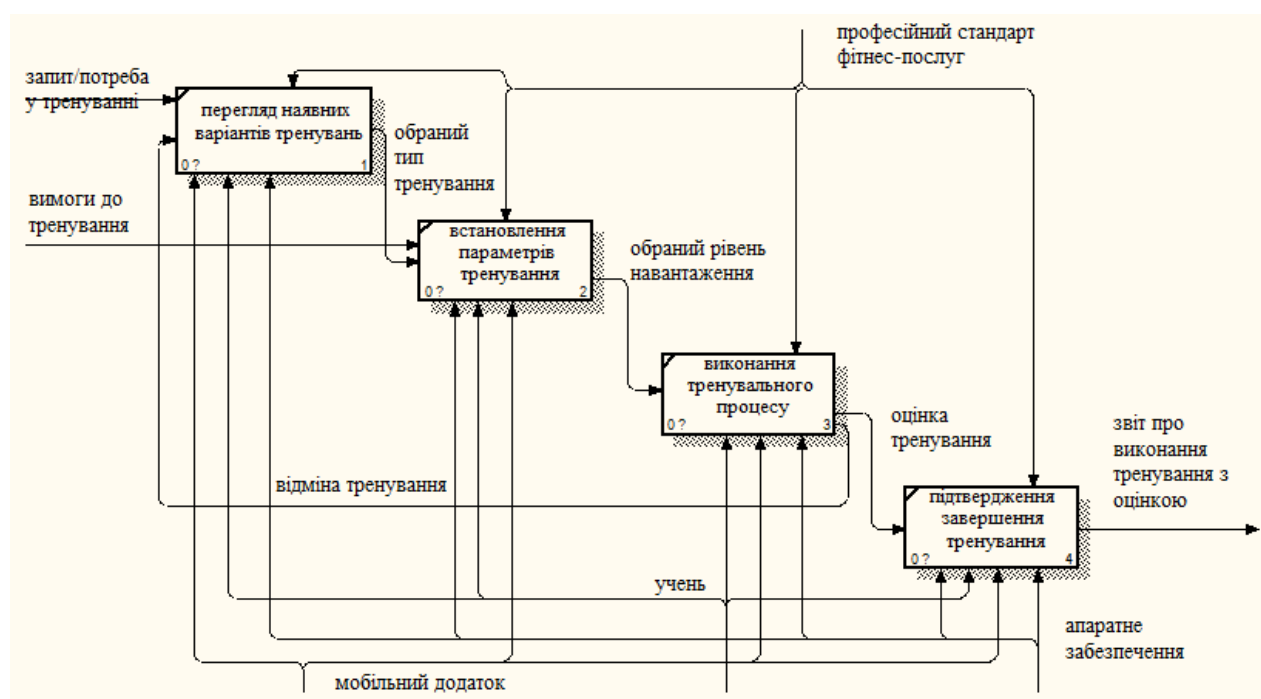 професійний стандарт
фітнес-послуг
запит/потреба
у тренуванні
перегляд наявних
варіантів тренувань
0 ?
1
обраний
тип
тренування
вимоги до
тренування
встановлення
параметрів
тренування
0 ?
2
обраний рівень
навантаження
виконання
тренувального
процесу
0 ?
3
оцінка
тренування
звіт про
виконання
тренування з
оцінкою
відміна тренування
підтвердження
завершення
тренування
0 ?
4
учень
апаратне
забезпечення
мобільний додаток